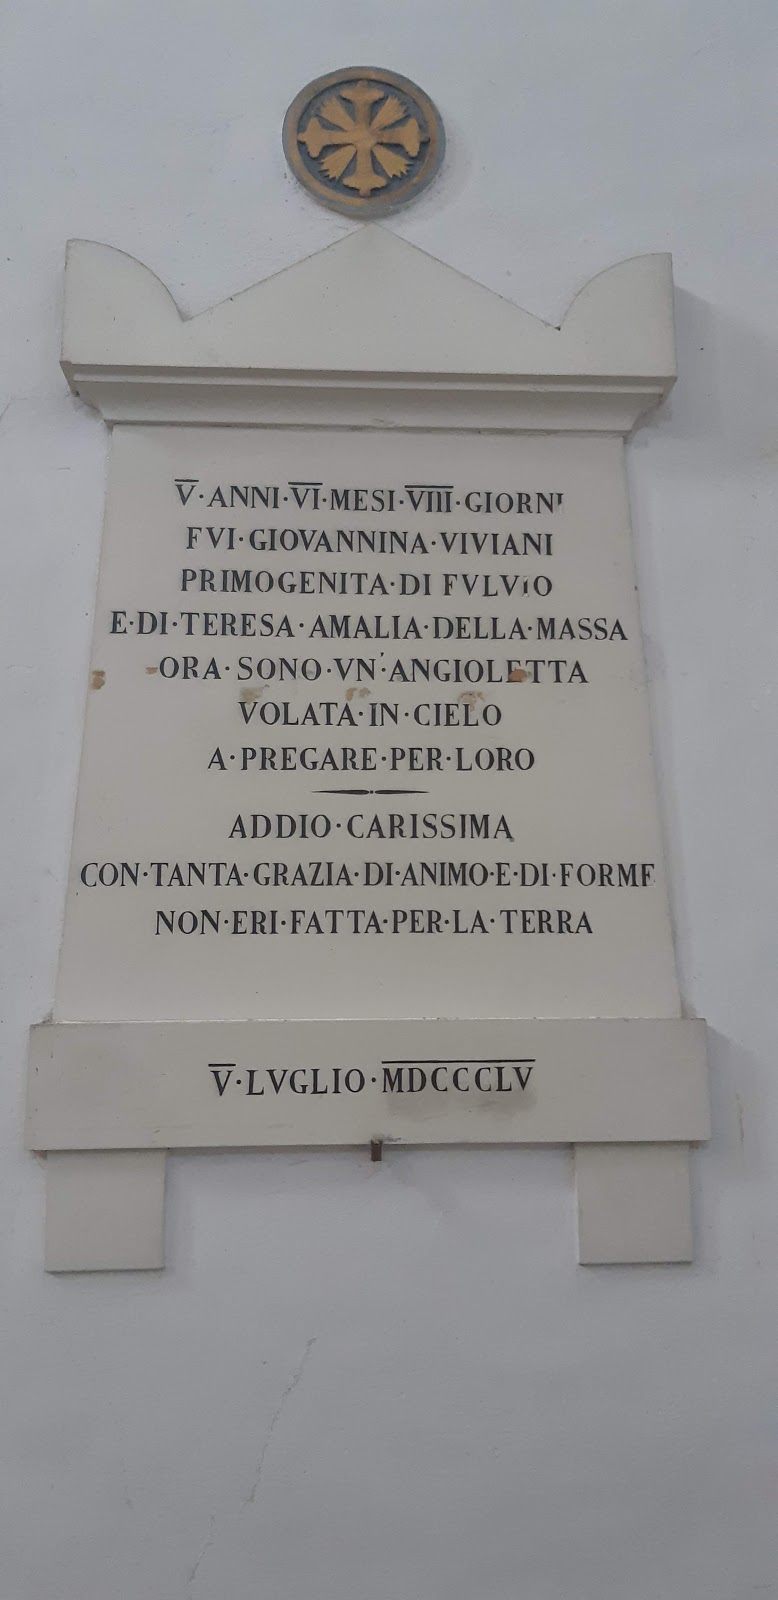 V·ANNI·VI·MESI·VIII·GIORNI
FVI·GIOVANNINA·VIVIANI
PRIMOGENITA·DI FVLVIO
E·DI·TERESA·AMALIA·DELLA·MASSA
ORA·SONO·VN'ANGIOLETTA
VOLATA·IN·CIELO
A·PREGARE·PER·LORO
ADDIO·CARISSIMA
CON·TANTA·GRAZIA·DI·ANIMO·E·DI·FORME
NON·ERI·FATTA·PER·LA·TERRA
V·LVGLIO·MDCCCLV